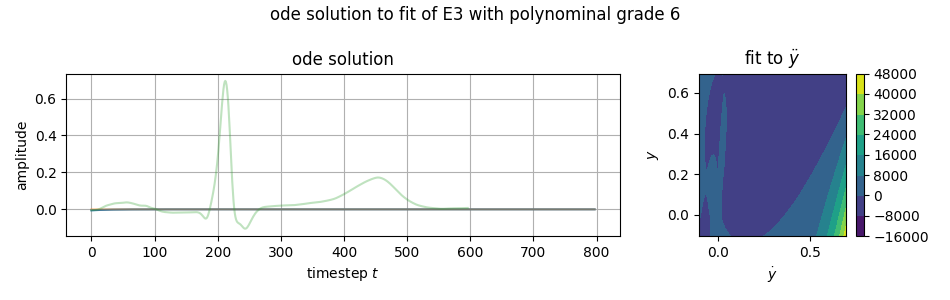 ode solution to fit of E3 with polynominal grade 6
ode solution
fit to ÿ
amplitude
0.6
0.4
0.2
0.0
0 100 200 300 400 500 600 700 800
timestep t
y
0.6
0.4
0.2
0.0
0.0 0.5
ẏ
48000
40000
32000
24000
16000
8000
0
−8000
−16000